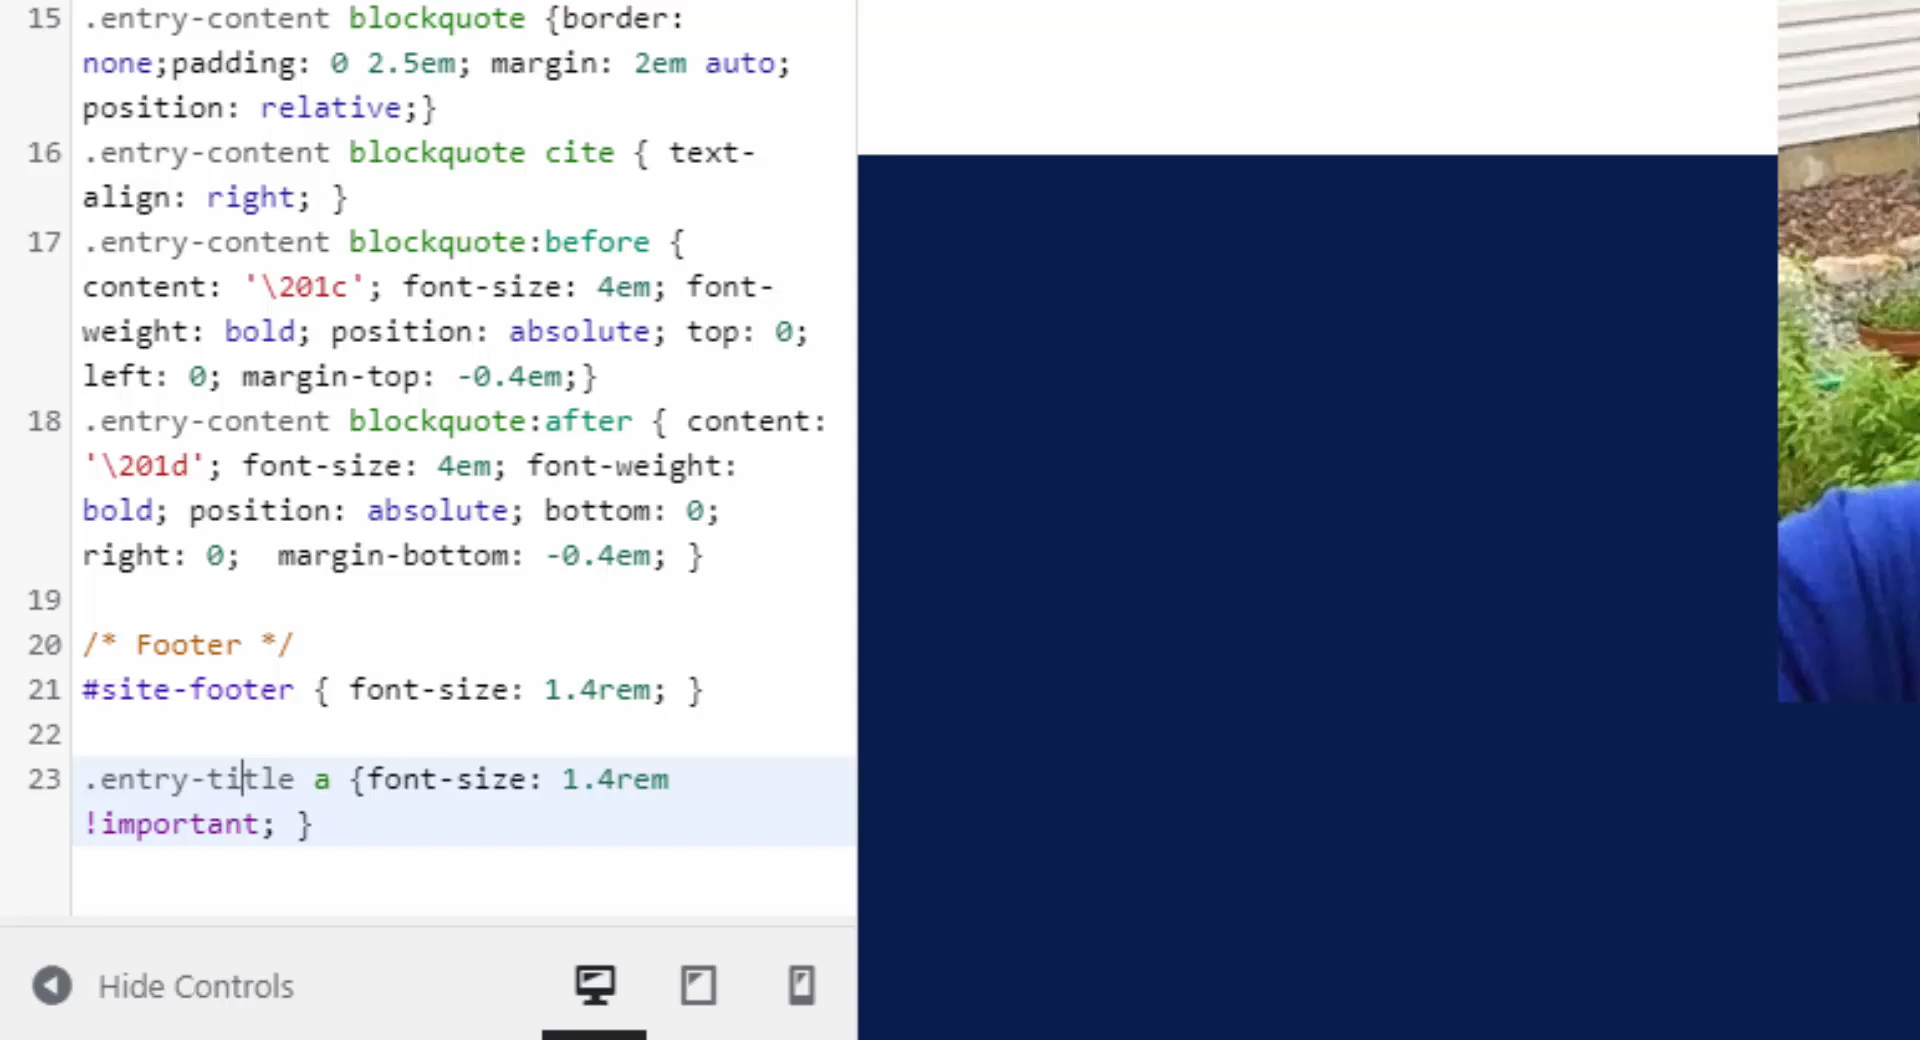 15 .entry-content blockquote {border:
none;padding: 0 2.5em; margin: 2em auto;
position: relative;}
16 .entry-content blockquote cite { text-
align: right; }
17 .entry-content blockquote:before {
content: '\201c'; font-size: 4em; font-
weight: bold; position: absolute; top: 0;
left: 0; margin-top: -0.4em;}
18 .entry-content blockquote:after { content:
'\201d'; font-size: 4em; font-weight:
bold; position: absolute; bottom: 0;
right: 0;  margin-bottom: -0.4em; }
19
20 /* Footer */
21 #site-footer { font-size: 1.4rem; }
22
23 .entry-title a {font-size: 1.4rem
!important; }
Hide Controls